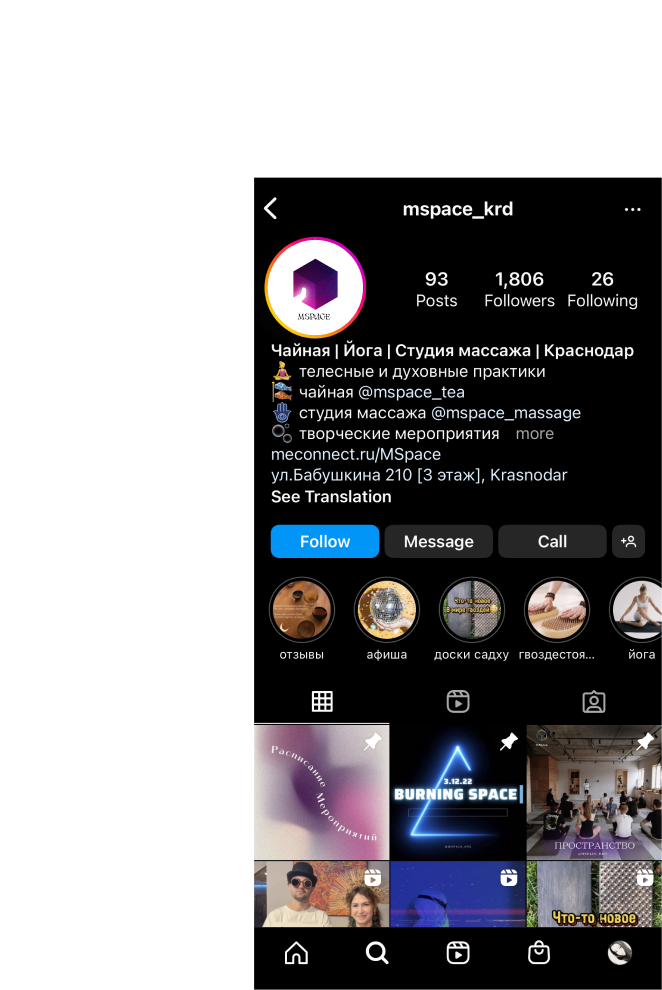 mspace_krd
MSPACE
93
Posts
1,806
Followers
26
Following
Чайная | Йога | Студия массажа | Краснодар
телесные и духовные практики
чайная @mspace_tea
студия массажа @mspace_massage
творческие мероприятия more
meconnect.ru/MSpace
ул.Бабушкина 210 [3 этаж], Krasnodar
See Translation
Follow
Message
Call
Что-то новое
В мире гвоздей
отзывы
афиша
доски садху
гвоздестоя...
йога
Расписание Мероприятий
3.12.22
BURNING SPACE
ПРОСТРАНСТВО
Что-то новое